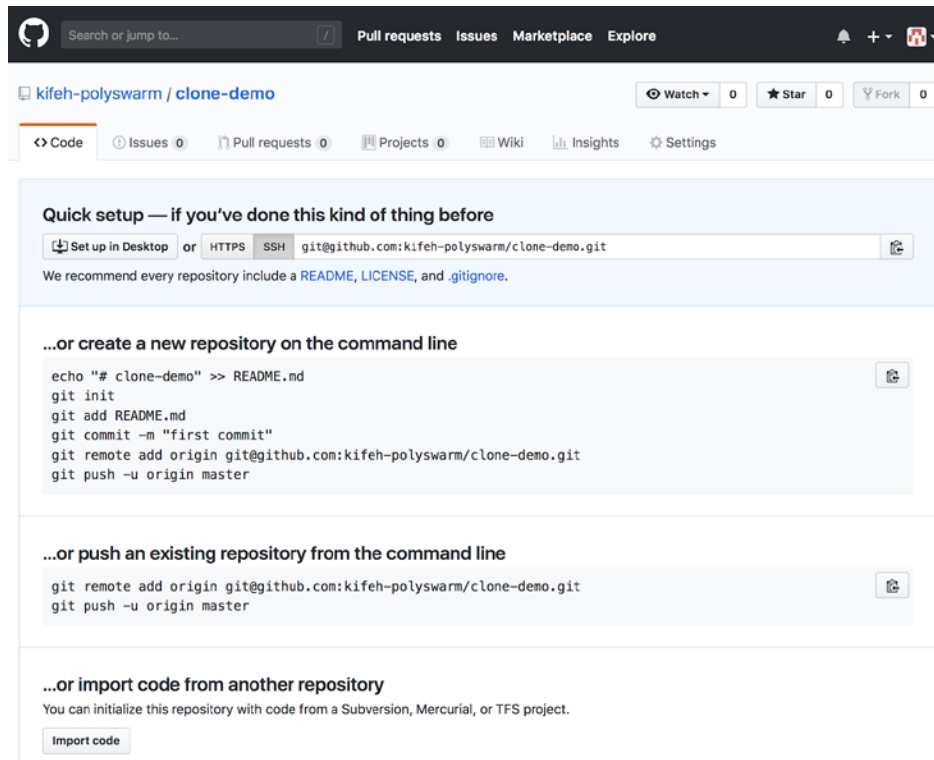 Search or jump to... / Pull requests Issues Marketplace Explore
kifeh-polyswarm / clone-demo Watch 0 Star 0 Fork 0
<> Code Issues 0 Pull requests 0 Projects 0 Wiki Insights Settings
Quick setup — if you've done this kind of thing before
Set up in Desktop or HTTPS SSH git@github.com:kifeh-polyswarm/clone-demo.git
We recommend every repository include a README, LICENSE, and .gitignore.
...or create a new repository on the command line
echo "# clone-demo" >> README.md
git init
git add README.md
git commit -m "first commit"
git remote add origin git@github.com:kifeh-polyswarm/clone-demo.git
git push -u origin master
...or push an existing repository from the command line
git remote add origin git@github.com:kifeh-polyswarm/clone-demo.git
git push -u origin master
...or import code from another repository
You can initialize this repository with code from a Subversion, Mercurial, or TFS project.
Import code